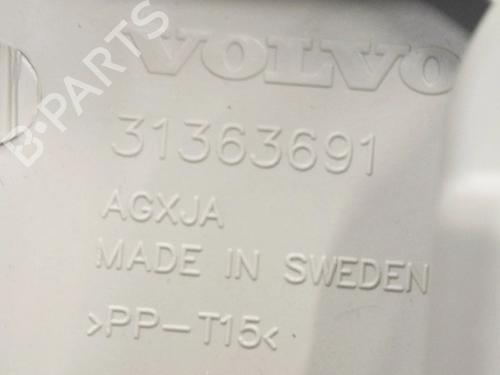 VOLVO
31363691
AGXJA
MADE IN SWEDEN
>PP-T15<
B-PARTS